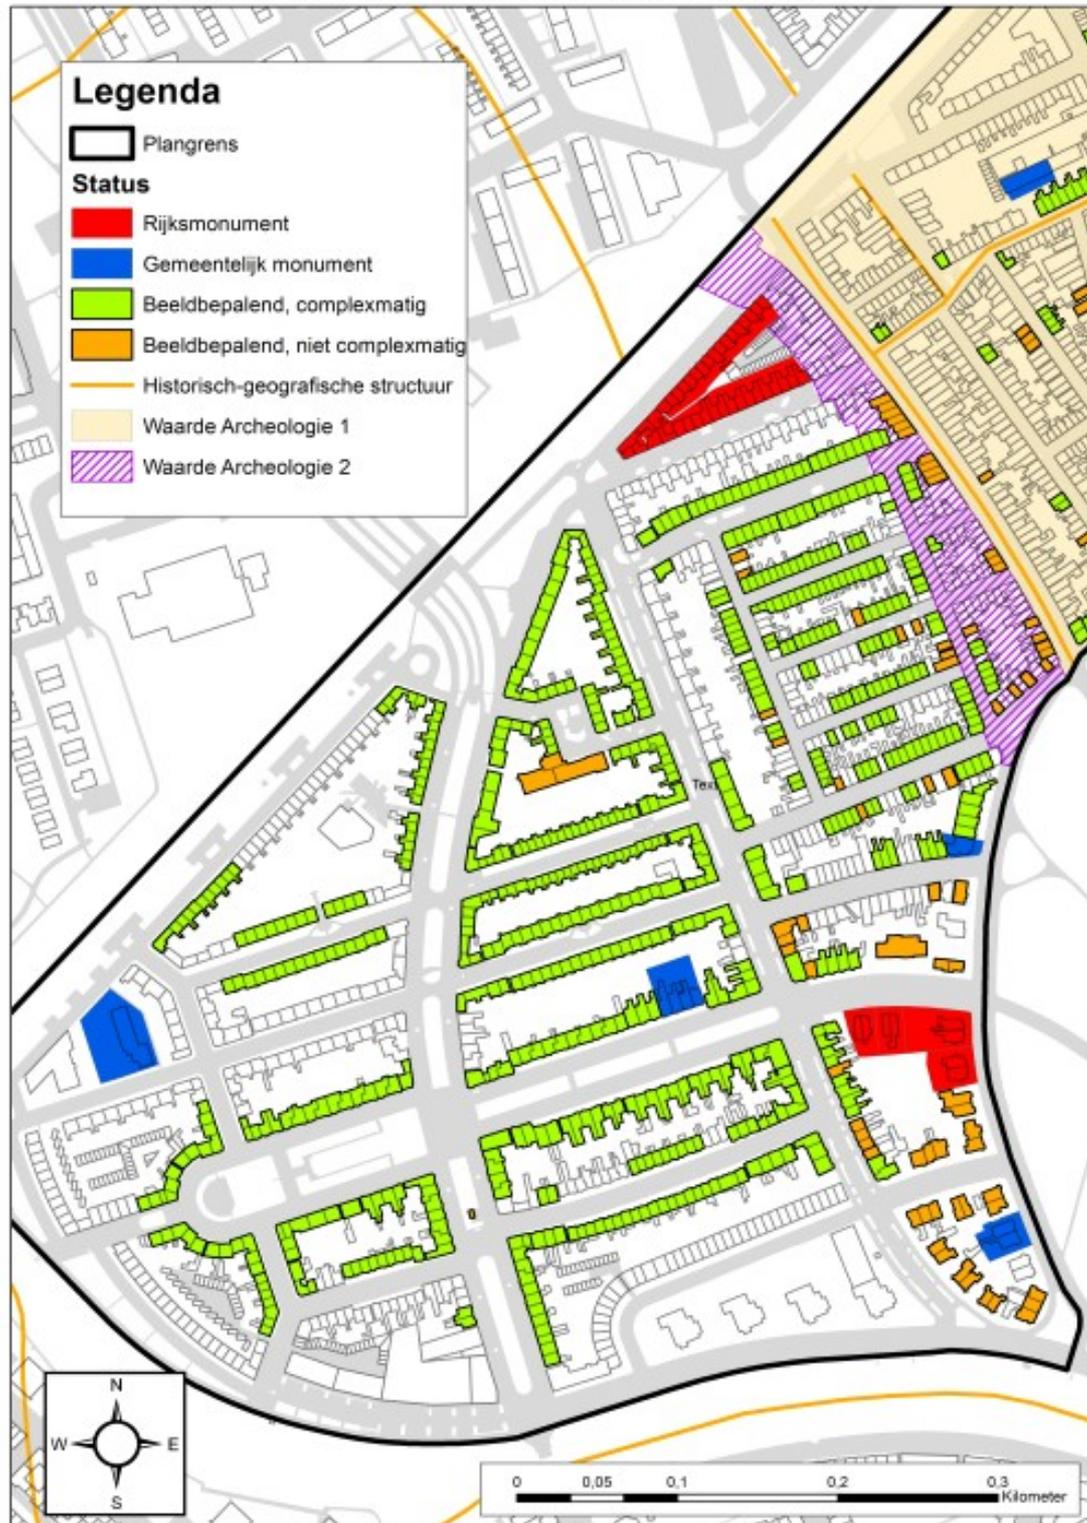 Legenda
Plangrens
Status
Rijksmonument
Gemeentelijk monument
Beeldbepalend, complexmatig
Beeldbepalend, niet complexmatig
Historisch-geografische structuur
Waarde Archeologie 1
Waarde Archeologie 2
Text
N
W E
S
0 0,05 0,1 0,2 0,3
Kilometer